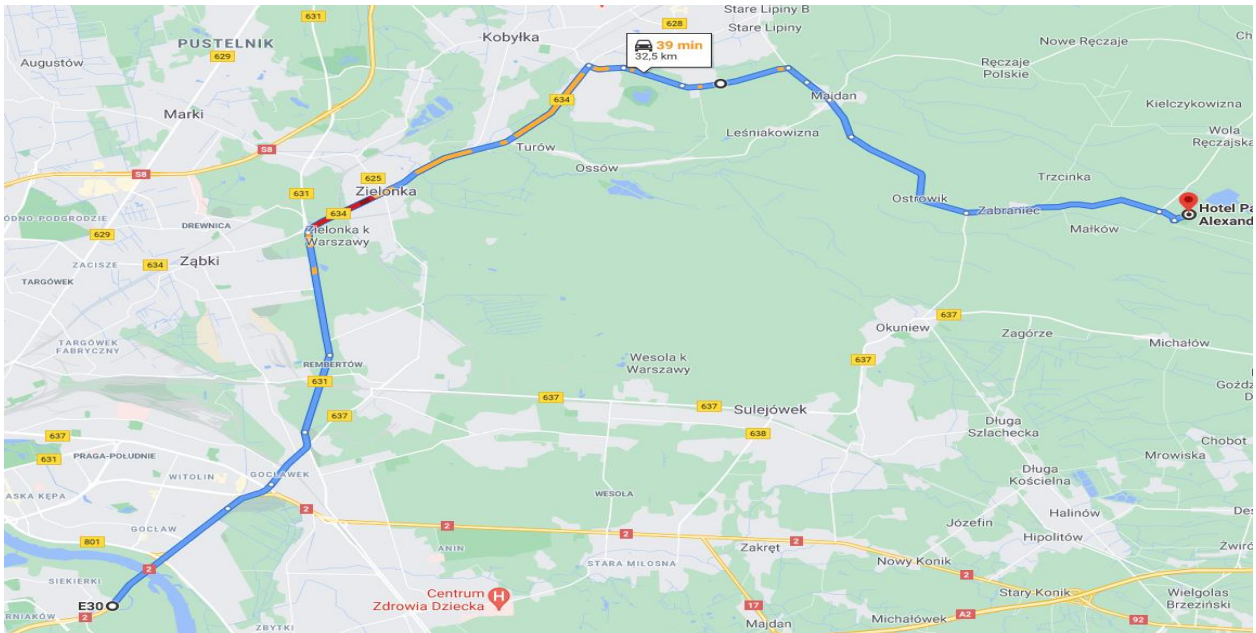 Stare Lipiny B
631
628
Stare Lipiny
Kobyłka
Nowe Ręczaje
PUSTELNIK
39 min
32,5 km
629
Augustów
Ręczaje
Polskie
634
Majdan
Kielczykowizna
Marki
Leśniakowizna
Wola
Ręczajska
S8
Turów
Ossów
S8
625
Trzcinka
Zielonka
631
Ostrowik
Zabraniec
Hotel Pa
Alexand
634
DREWNICA
Zielonka k
Warszawy
Małków
629
Ząbki
ZACISZE
634
TARGÓWEK
637
Okuniew
Zagórze
TARGÓWEK
FABRYCZNY
Michałów
Wesoła k
Warszawy
637
REMBERTÓW
631
637
637
Sulejówek
637
Długa
Szlachecka
637
638
Chobot
631
PRAGA-POŁUDNIE
Mrowiska
WITOLIN
GOCŁAWEK
Długa
Kościelna
WESOŁA
2
GOCŁAW
Halinów
Józefin
2
2
2
Hipolitów
801
ANIN
Zakręt
STARA MIŁOSNA
Nowy Konik
2
2
SIEKIERKI
Centrum
Zdrowia Dziecka
H
Stary Konik
Wielgolas
Brzeziński
E30
2
17
A2
92
Michałówek
ZBYTKI
Majdan